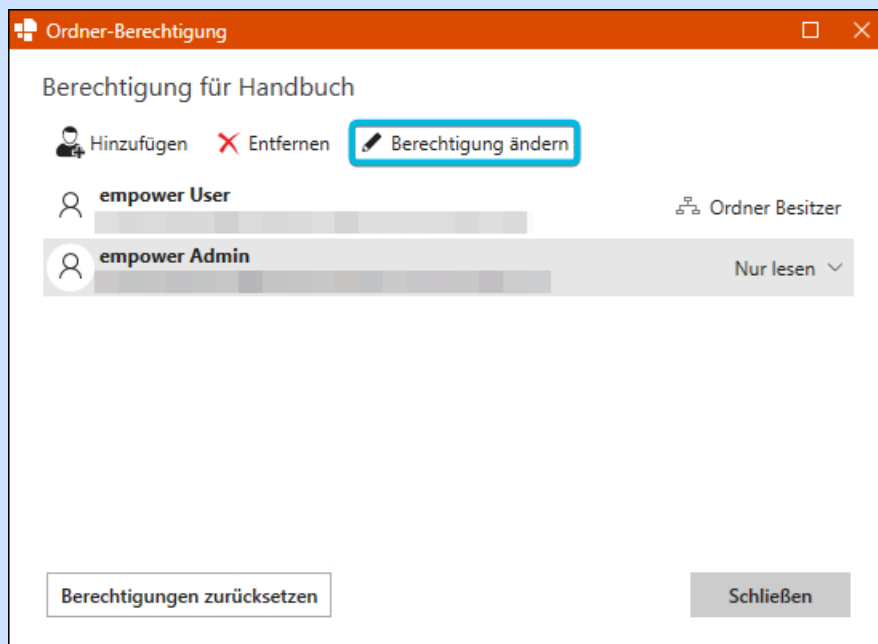 Ordner-Berechtigung
Berechtigung für Handbuch
Hinzufügen Entfernen Berechtigung ändern
empower User
Ordner Besitzer
empower Admin
Nur lesen
Berechtigungen zurücksetzen Schließen